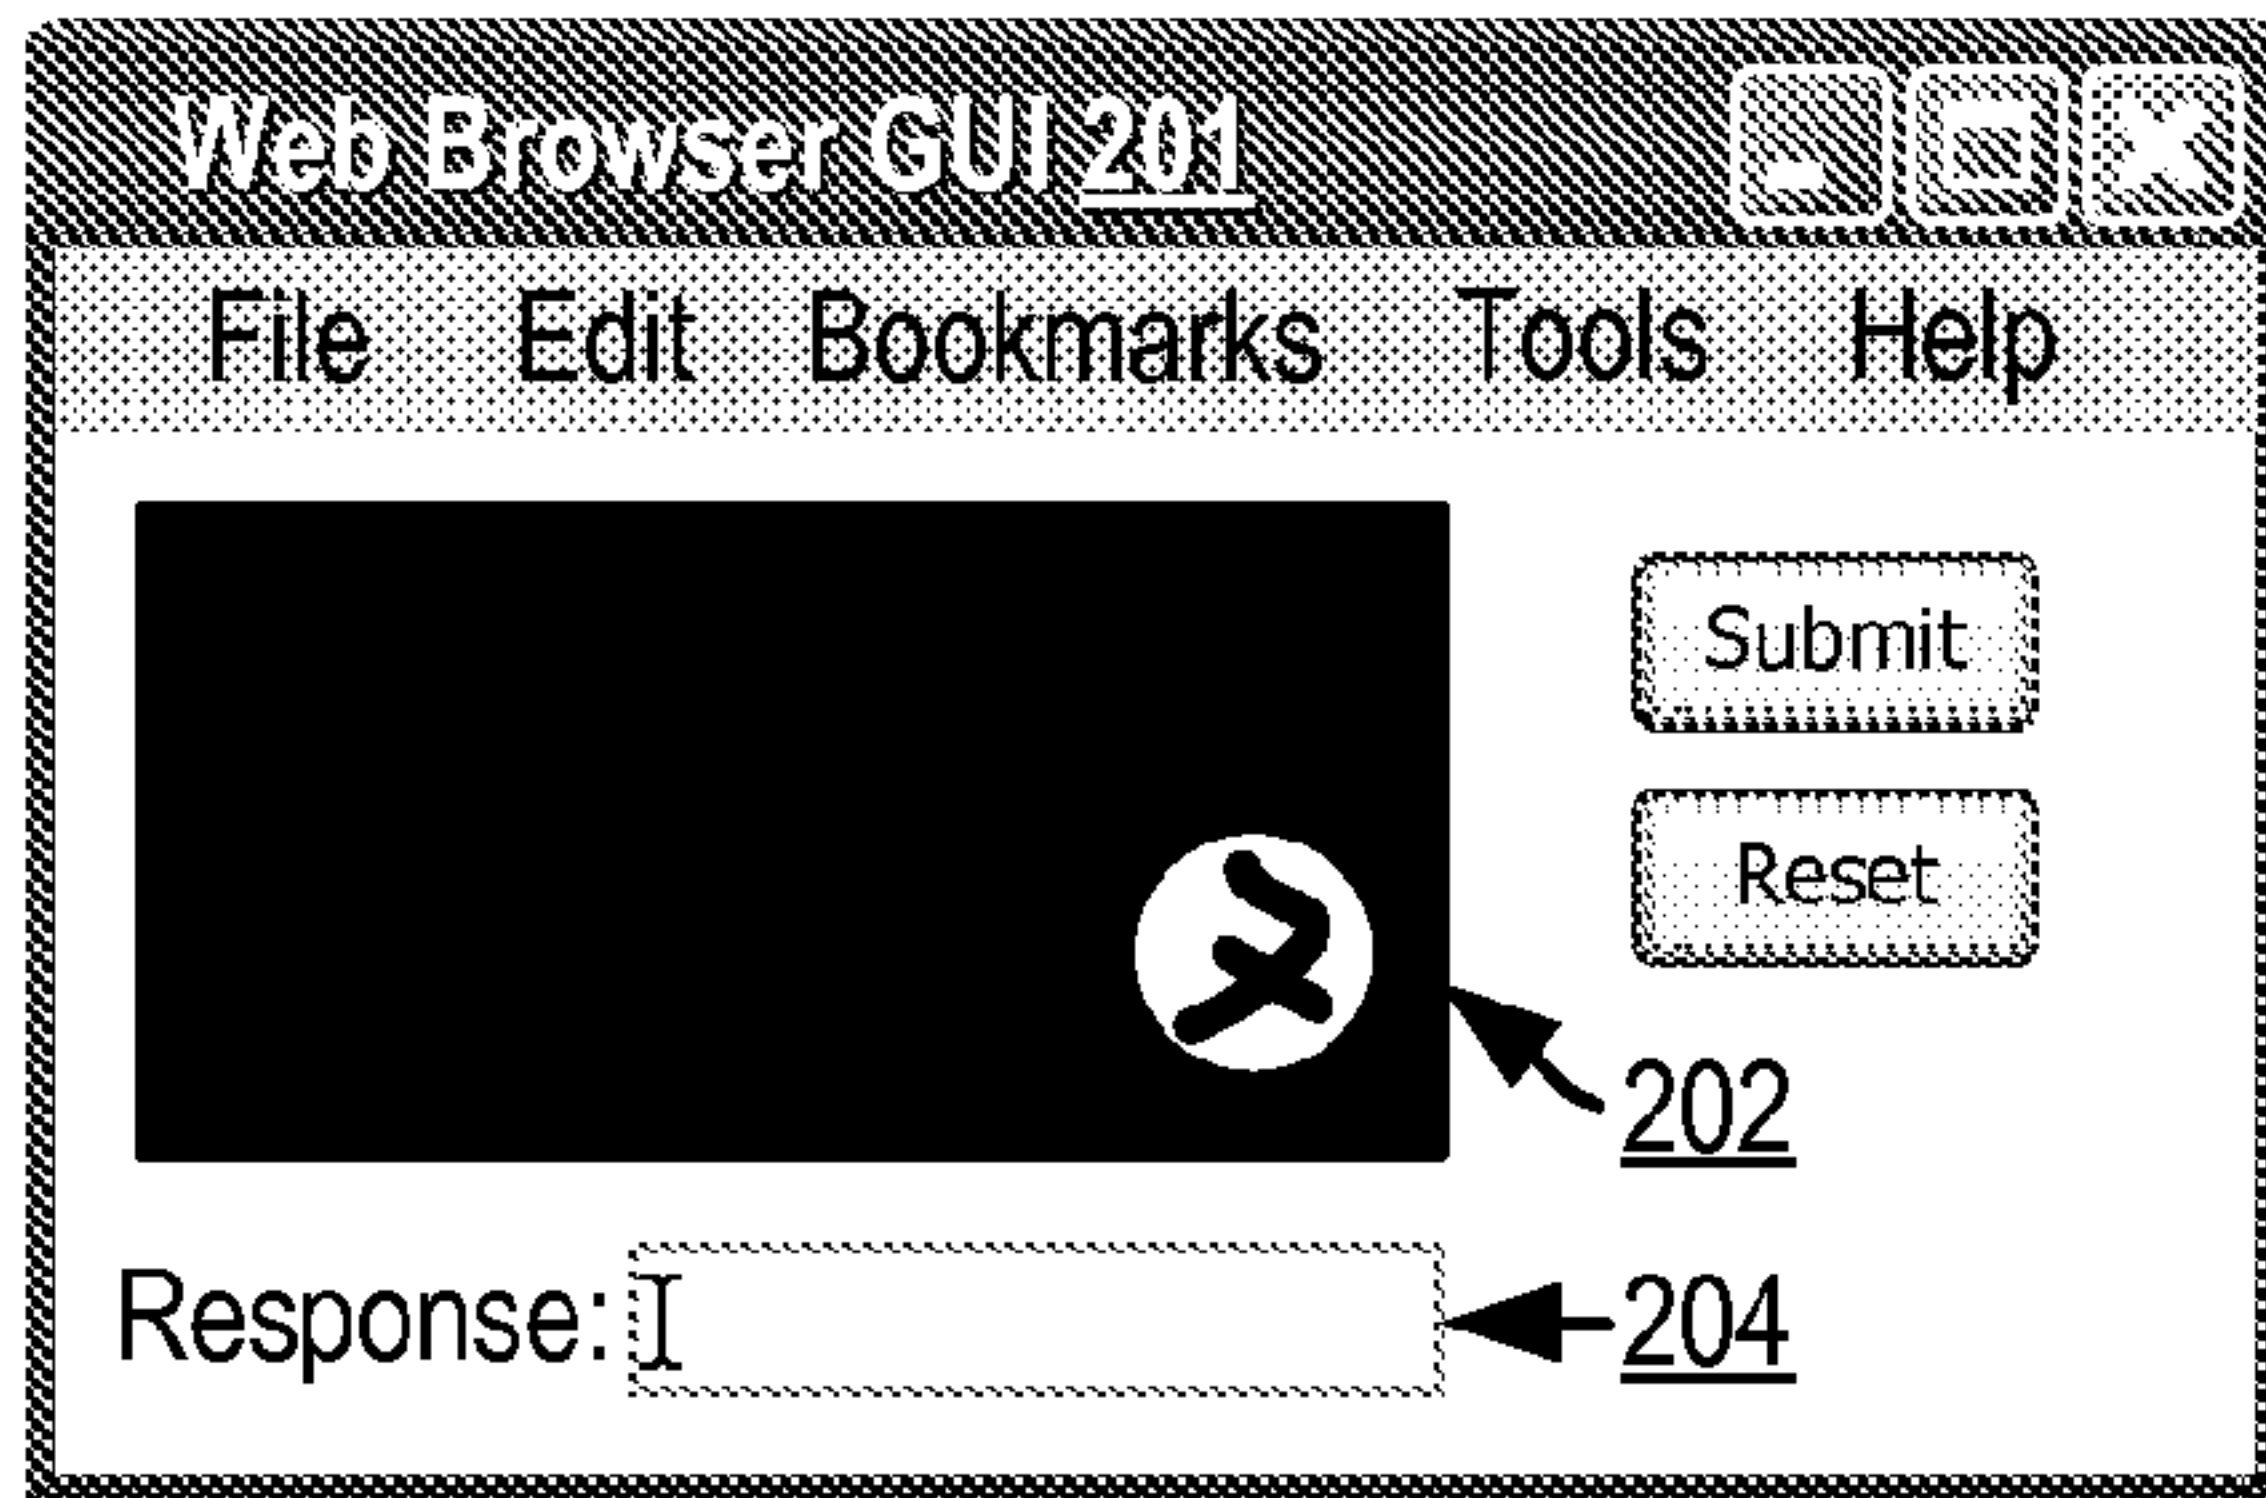 Web Browser GUI 201
File Edit Bookmarks Tools Help
Submit
Reset
202
Response:
204